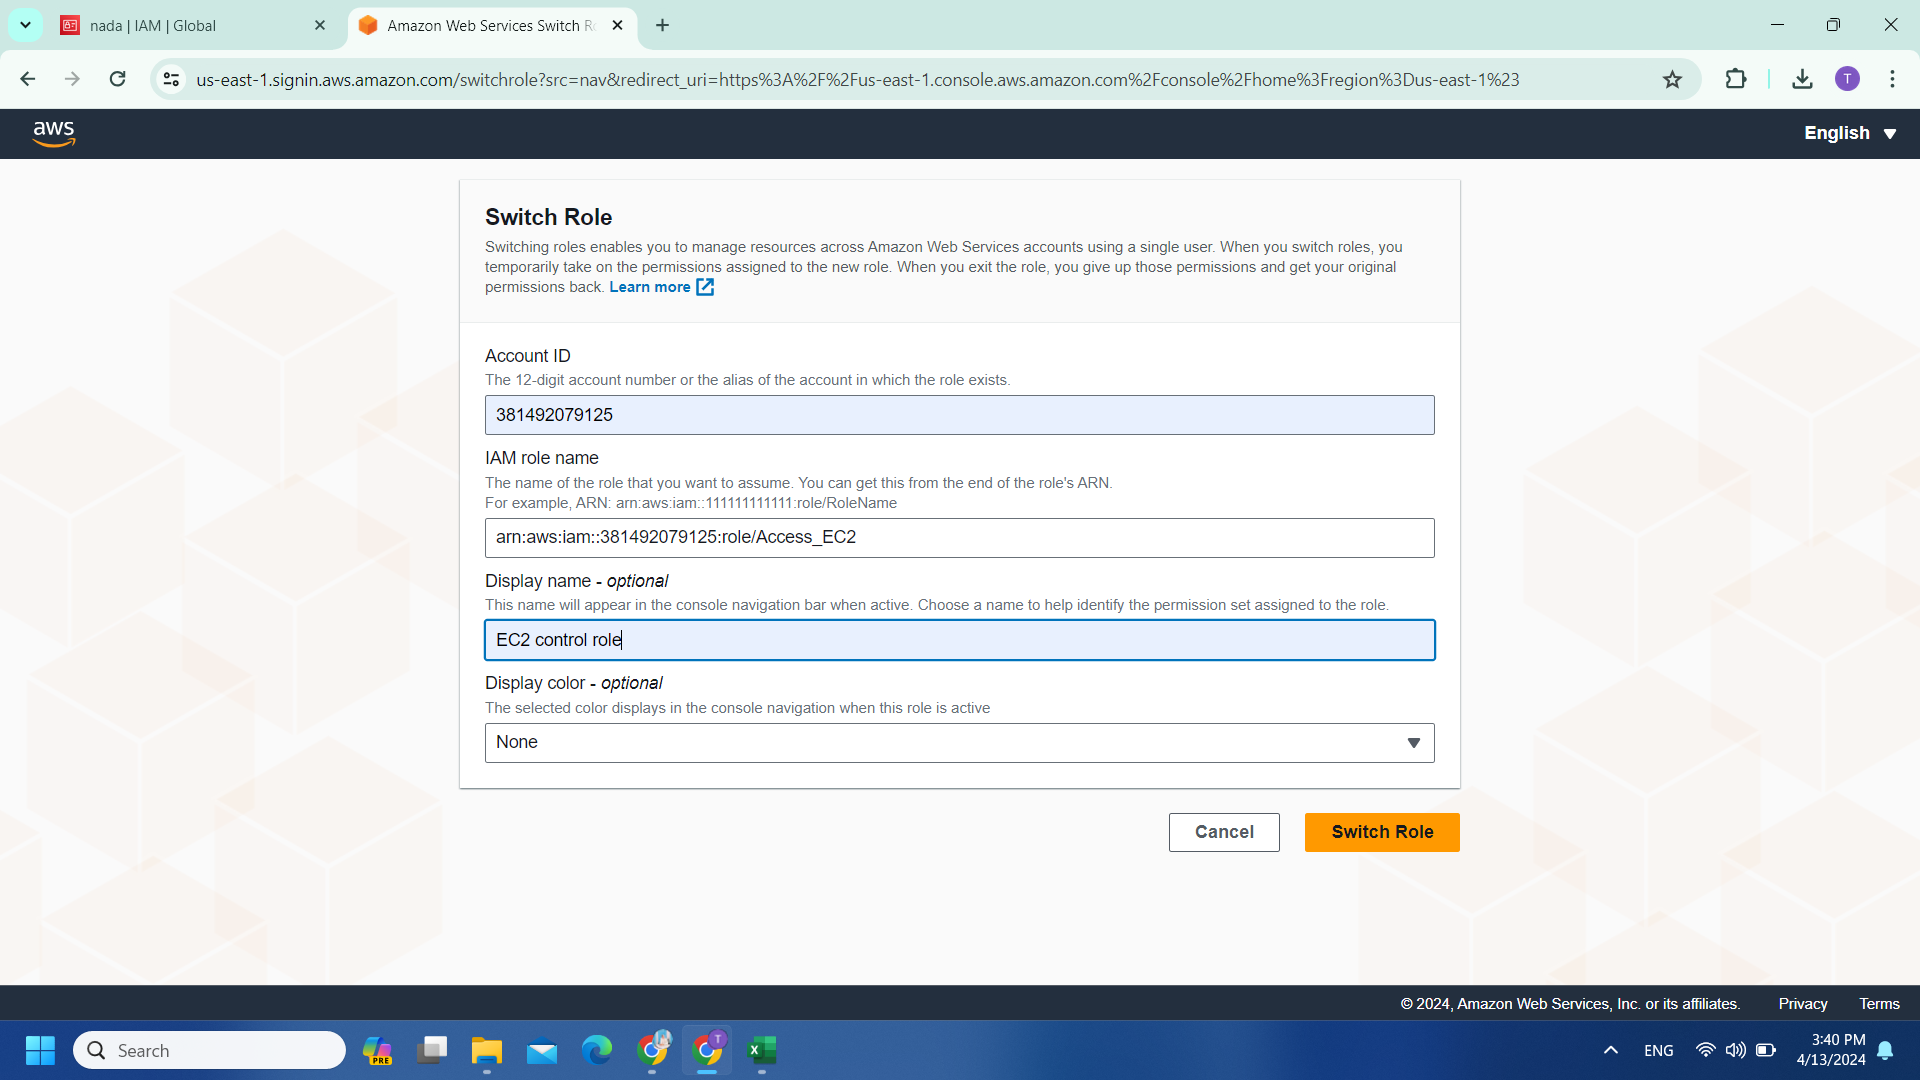 nada | IAM | Global
Amazon Web Services Switch Ro
us-east-1.signin.aws.amazon.com/switchrole?src=nav&redirect_uri=https%3A%2F%2Fus-east-1.console.aws.amazon.com%2Fconsole%2Fhome%3Fregion%3Dus-east-1%23
T
aws
English
Switch Role
Switching roles enables you to manage resources across Amazon Web Services accounts using a single user. When you switch roles, you
temporarily take on the permissions assigned to the new role. When you exit the role, you give up those permissions and get your original
permissions back. Learn more
Account ID
The 12-digit account number or the alias of the account in which the role exists.
381492079125
IAM role name
The name of the role that you want to assume. You can get this from the end of the role's ARN.
For example, ARN: arn:aws:iam::111111111111:role/RoleName
arn:aws:iam::381492079125:role/Access_EC2
Display name - optional
This name will appear in the console navigation bar when active. Choose a name to help identify the permission set assigned to the role.
EC2 control role
Display color - optional
The selected color displays in the console navigation when this role is active
None
Cancel
Switch Role
© 2024, Amazon Web Services, Inc. or its affiliates.
Privacy
Terms
Search
PRE
T
X
ENG
3:40 PM
4/13/2024